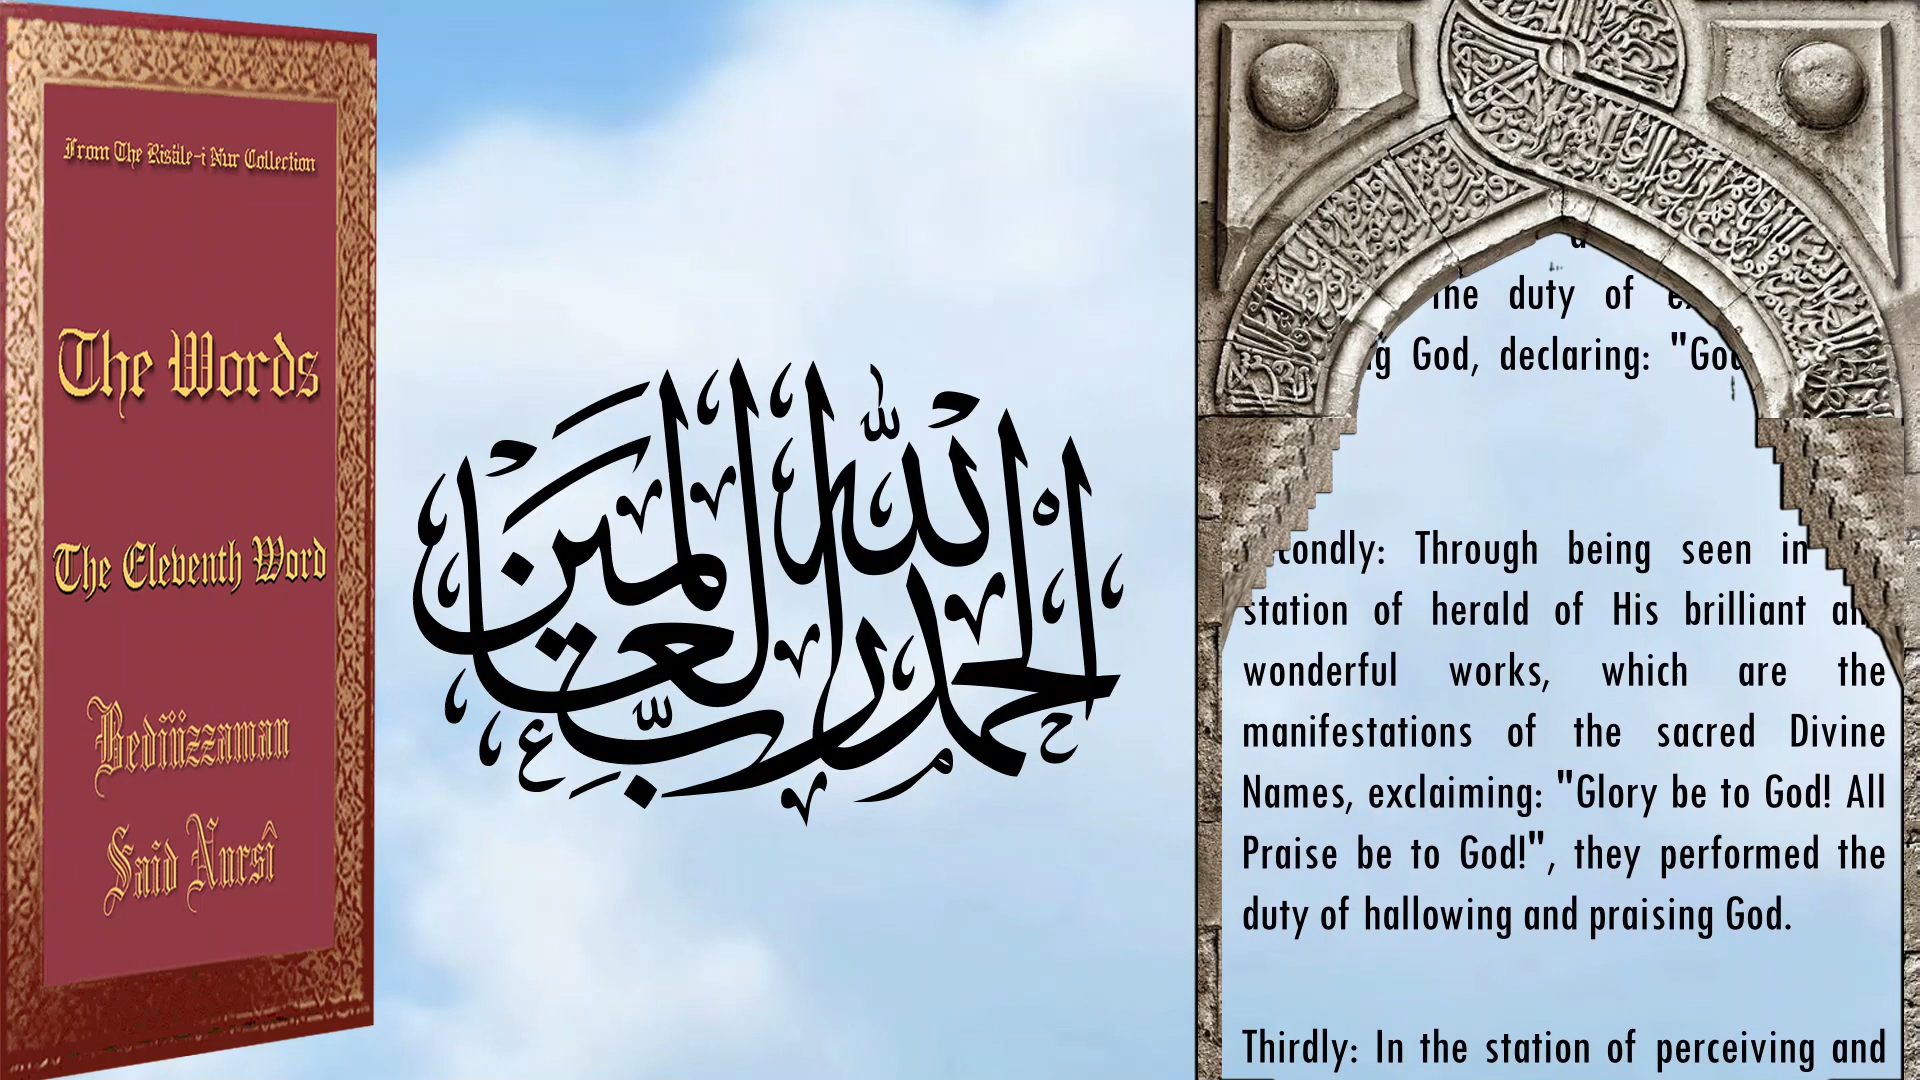 From The Risâle-i Nur Collection
The Words
The Eleventh Word
Bediüzzaman
Said Nursî
الحمد لله رب العالمين
the duty of
God, declaring: "God
Secondly: Through being seen in
station of herald of His brilliant and
wonderful works, which are the
manifestations of the sacred Divine
Names, exclaiming: "Glory be to God! All
Praise be to God!", they performed the
duty of hallowing and praising God.
Thirdly: In the station of perceiving and